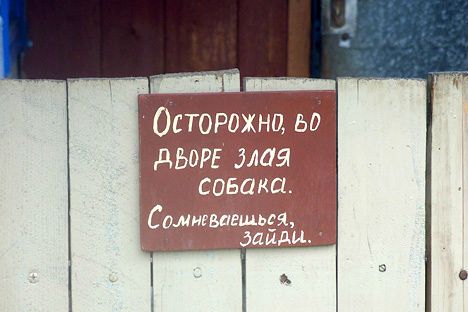 Осторожно, во
дворе злая
собака.
Сомневаешься,
зайди.